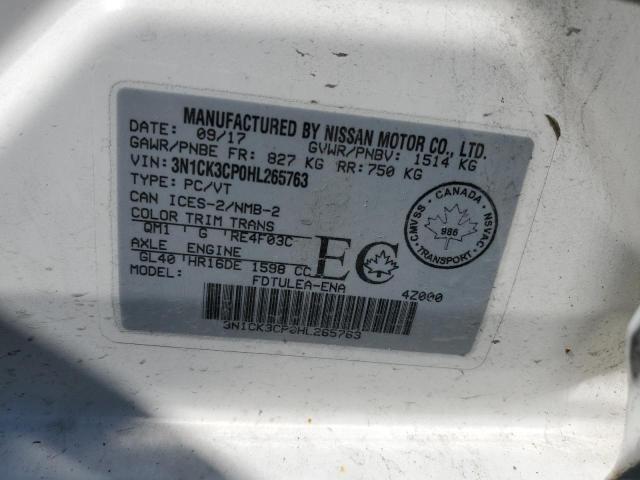 MANUFACTURED BY NISSAN MOTOR CO., LTD.
DATE: 09/17 GVWR/PNBV: 1514 KG
GAWR/PNBE FR: 827 KG RR: 750 KG
VIN: 3N1CK3CP0HL265763
TYPE: PC/VT
CAN ICES-2/NMB-2
COLOR TRIM TRANS
QM1 ' G 'RE4F03C
AXLE ENGINE
GL40 'HR16DE 1598 CC
MODEL: FDTULEA-ENA
EC
4Z000
3N1CK3CP0HL265763
CANADA
CMVSS NSVAC
986
TRANSPORT